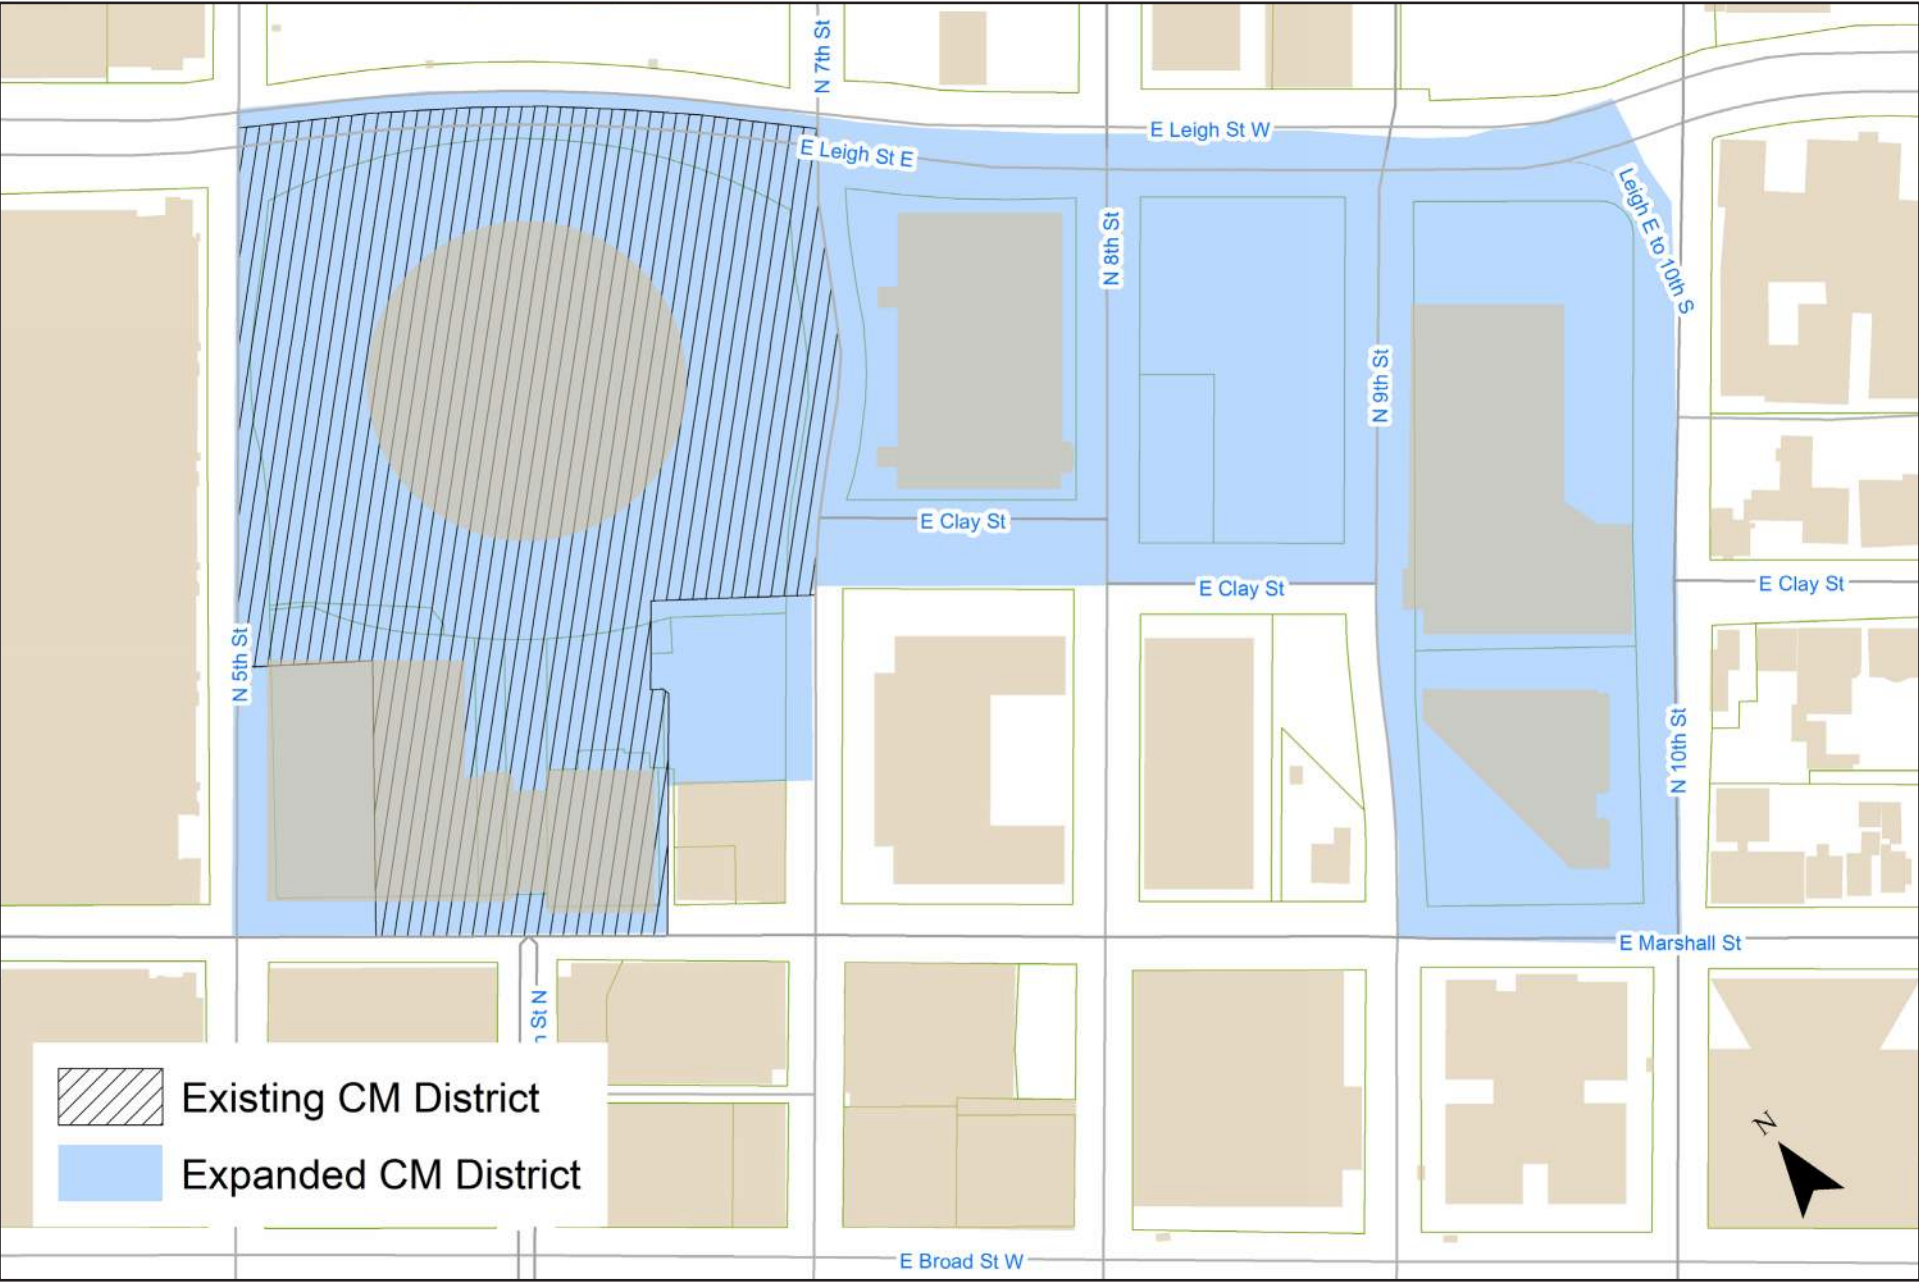 N 7th St
E Leigh St W
E Leigh St E
Leigh E to 10th S
N 8th St
N 9th St
E Clay St
E Clay St
E Clay St
N 5th St
N 10th St
E Marshall St
St N
Existing CM District
Expanded CM District
N
E Broad St W